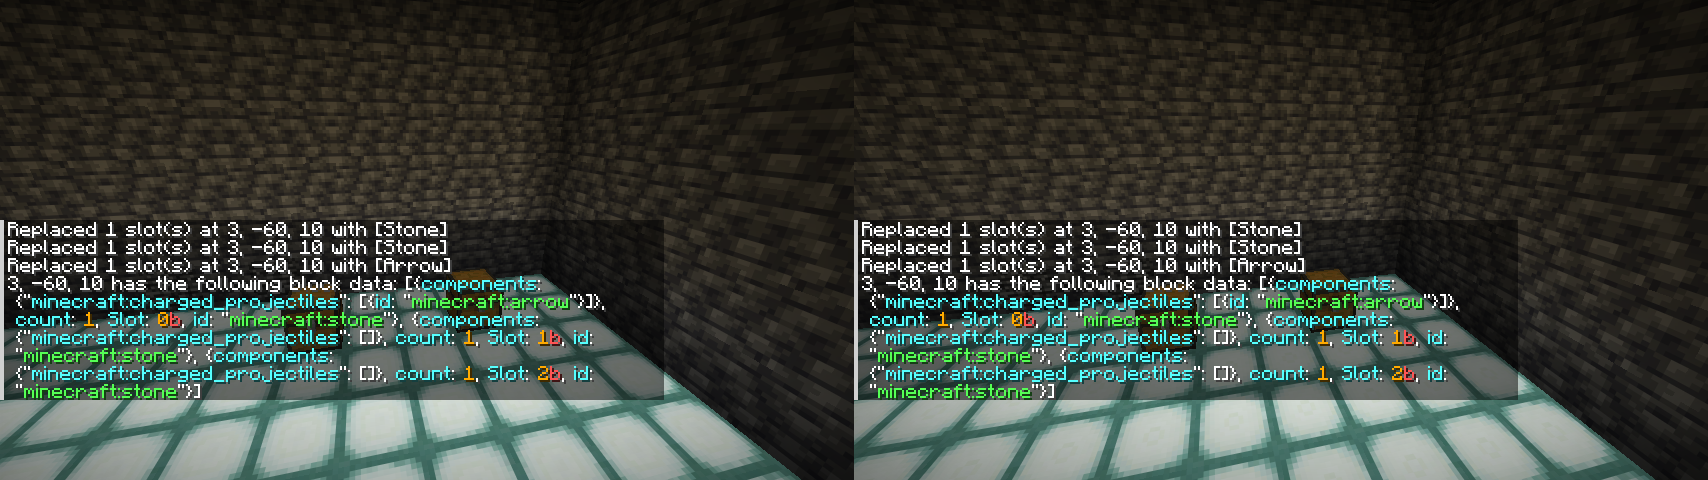 Replaced 1 slot(s) at 3, -60, 10 with [Stone]
Replaced 1 slot(s) at 3, -60, 10 with [Stone]
Replaced 1 slot(s) at 3, -60, 10 with [Arrow]
3, -60, 10 has the following block data: [{components:
{"minecraft:charged_projectiles": [{id: "minecraft:arrow"}]},
count: 1, Slot: 0b, id: "minecraft:stone"}, {components:
{"minecraft:charged_projectiles": []}, count: 1, Slot: 1b, id:
"minecraft:stone"}, {components:
{"minecraft:charged_projectiles": []}, count: 1, Slot: 2b, id:
"minecraft:stone"}]
Replaced 1 slot(s) at 3, -60, 10 with [Stone]
Replaced 1 slot(s) at 3, -60, 10 with [Stone]
Replaced 1 slot(s) at 3, -60, 10 with [Arrow]
3, -60, 10 has the following block data: [{components:
{"minecraft:charged_projectiles": [{id: "minecraft:arrow"}]},
count: 1, Slot: 0b, id: "minecraft:stone"}, {components:
{"minecraft:charged_projectiles": []}, count: 1, Slot: 1b, id:
"minecraft:stone"}, {components:
{"minecraft:charged_projectiles": []}, count: 1, Slot: 2b, id:
"minecraft:stone"}]